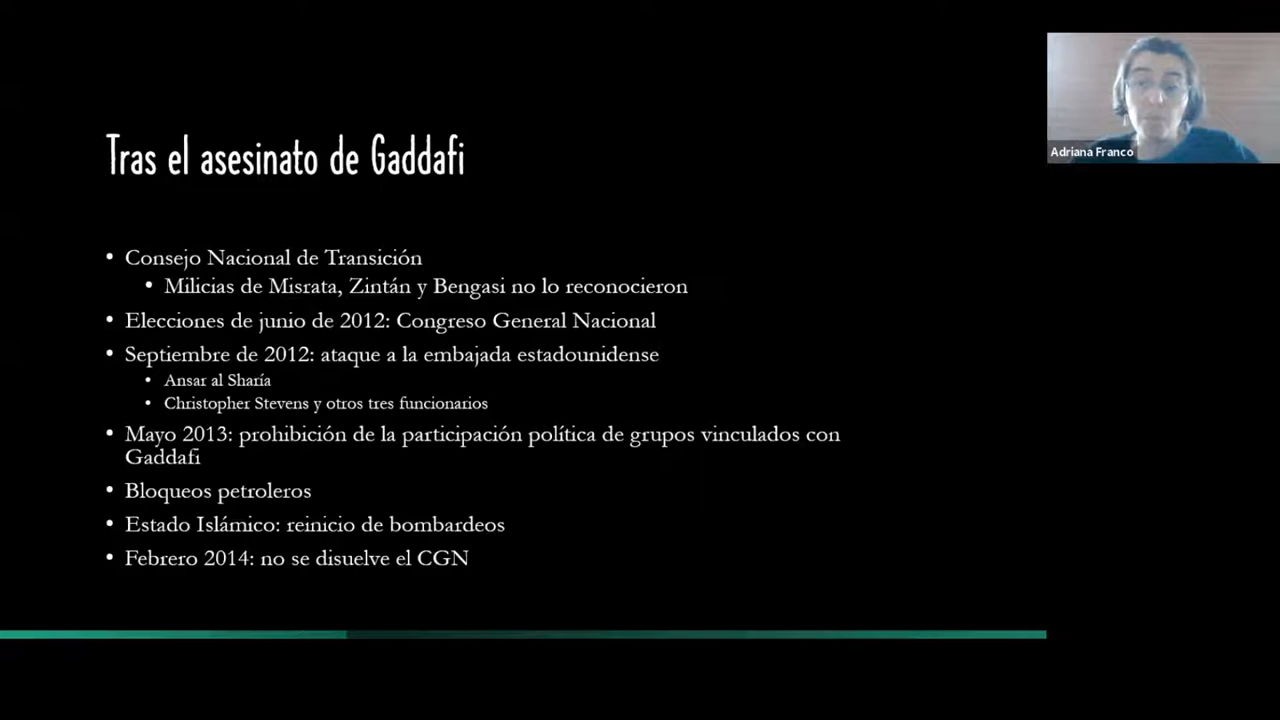 Tras el asesinato de Gaddafi
Adriana Franco
• Consejo Nacional de Transición
• Milicias de Misrata, Zintán y Bengasi no lo reconocieron
• Elecciones de junio de 2012: Congreso General Nacional
• Septiembre de 2012: ataque a la embajada estadounidense
• Ansar al Sharía
• Christopher Stevens y otros tres funcionarios
• Mayo 2013: prohibición de la participación política de grupos vinculados con
Gaddafi
• Bloqueos petroleros
• Estado Islámico: reinicio de bombardeos
• Febrero 2014: no se disuelve el CGN